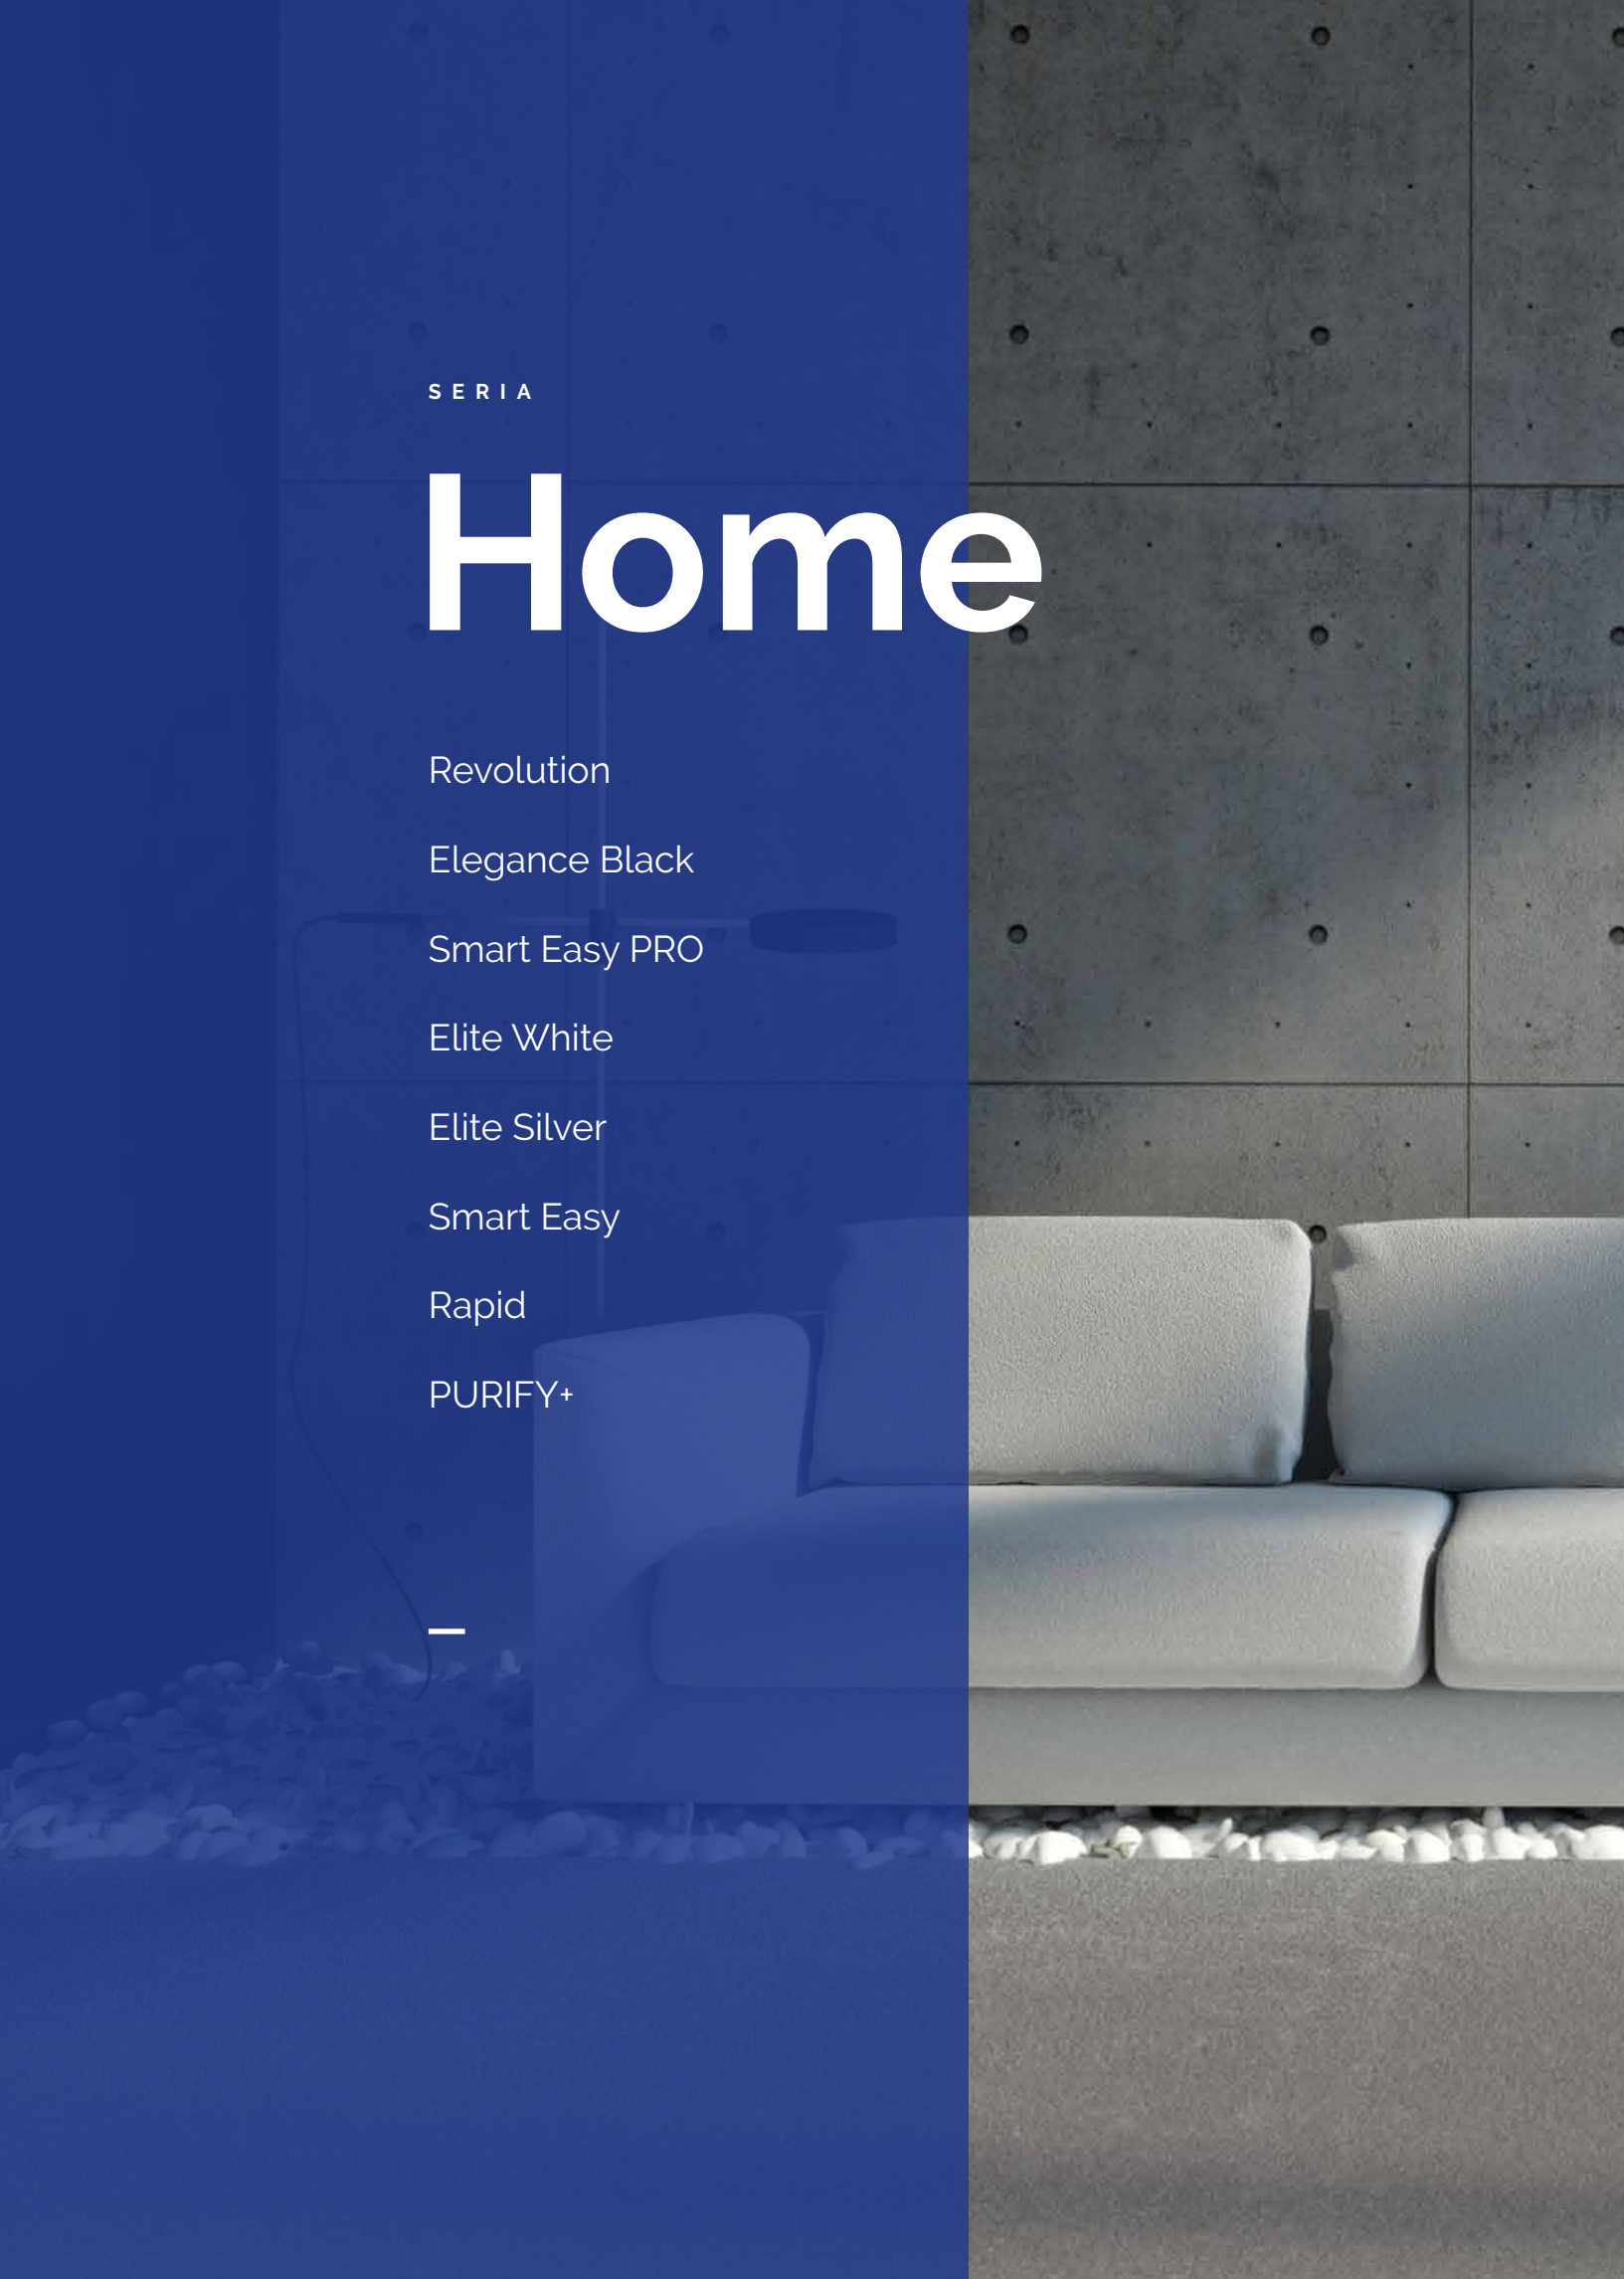 SERIA
Home
Revolution
Elegance Black
Smart Easy PRO
Elite White
Elite Silver
Smart Easy
Rapid
PURIFY+